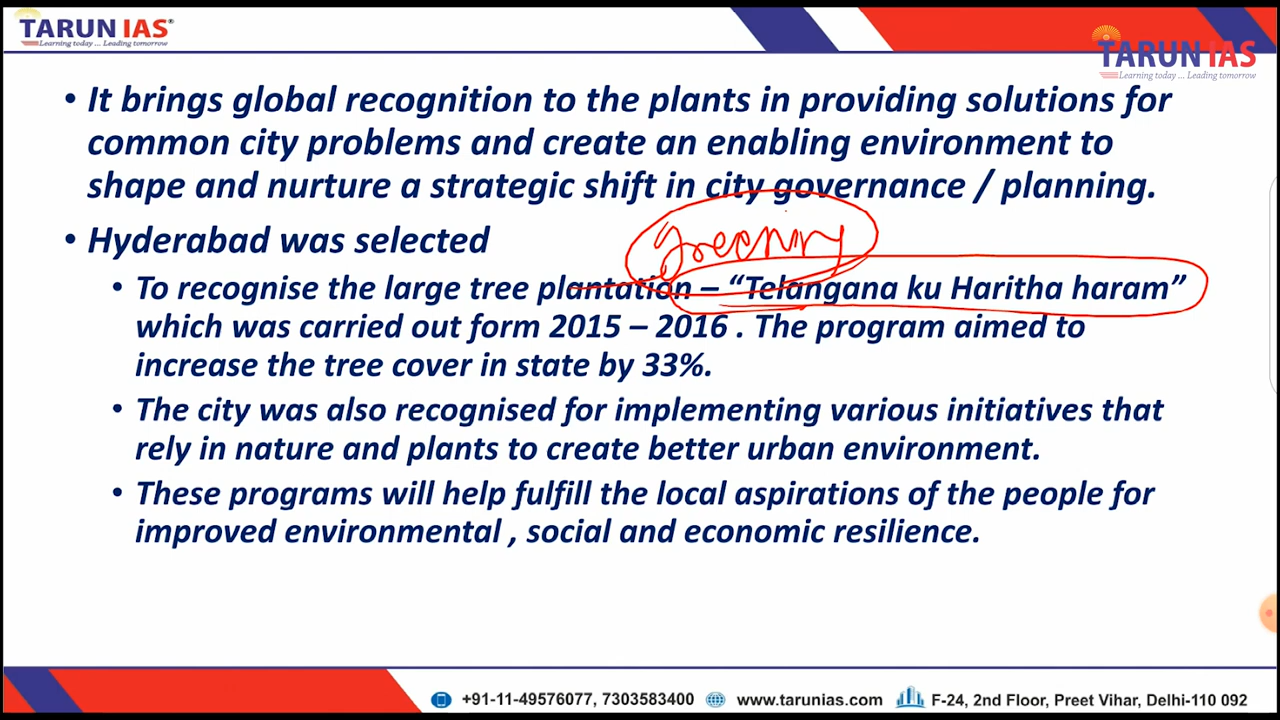 TARUN IAS®
Learning today ... Leading tomorrow
TARUN IAS
Learning today ... Leading tomorrow
• It brings global recognition to the plants in providing solutions for
common city problems and create an enabling environment to
shape and nurture a strategic shift in city governance / planning.
greenery
• Hyderabad was selected
• To recognise the large tree plantation – “Telangana ku Haritha haram”
which was carried out form 2015 – 2016 . The program aimed to
increase the tree cover in state by 33%.
• The city was also recognised for implementing various initiatives that
rely in nature and plants to create better urban environment.
• These programs will help fulfill the local aspirations of the people for
improved environmental , social and economic resilience.
+91-11-49576077, 7303583400 www.tarunias.com F-24, 2nd Floor, Preet Vihar, Delhi-110 092